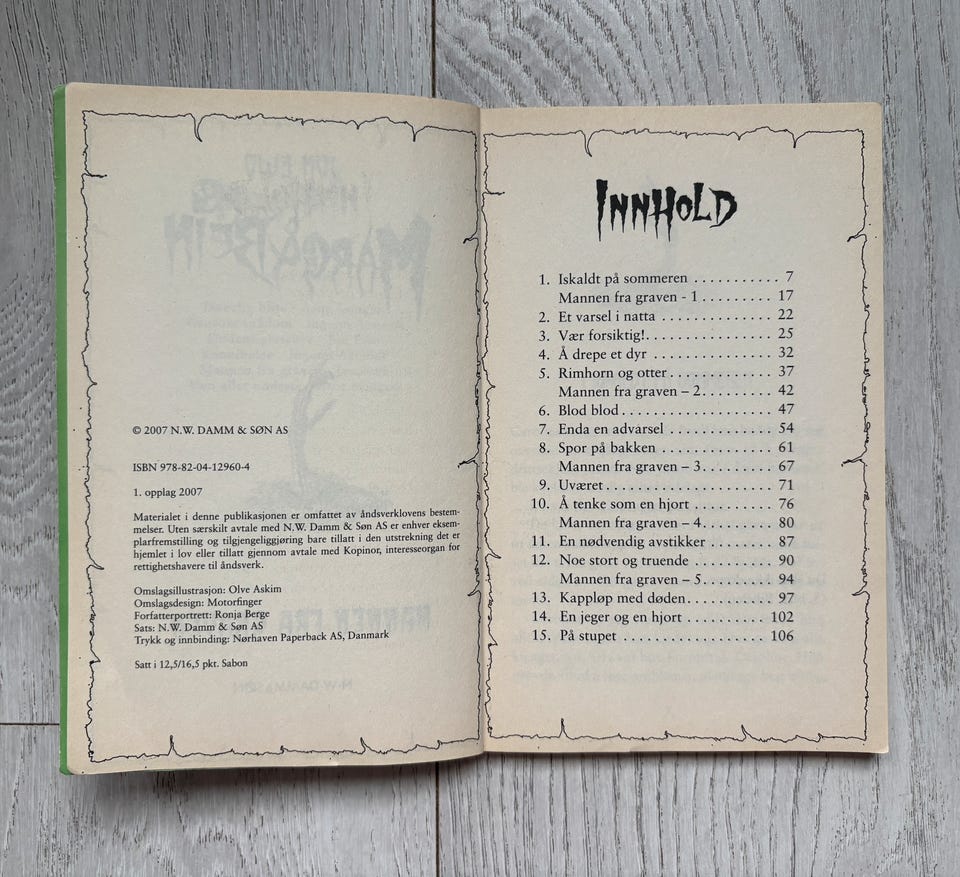 © 2007 N.W. DAMM & SØN AS
ISBN 978-82-04-12960-4
1. opplag 2007
Materialet i denne publikasjonen er omfattet av åndsverklovens bestem-
melser. Uten særskilt avtale med N.W. Damm & Søn AS er enhver eksem-
plarfremstilling og tilgjengeliggjøring bare tillatt i den utstrekning det er
hjemlet i lov eller tillatt gjennom avtale med Kopinor, interesseorgan for
rettighetshavere til åndsverk.
Omslagsillustrasjon: Olve Askim
Omslagsdesign: Motorfinger
Forfatterportrett: Ronja Berge
Sats: N.W. Damm & Søn AS
Trykk og innbinding: Nørhaven Paperback AS, Danmark
Satt i 12,5/16,5 pkt. Sabon
INNHOLD
1. Iskaldt på sommeren . . . . . . . . . . . 7
Mannen fra graven - 1 . . . . . . . . . 17
2. Et varsel i natta . . . . . . . . . . . . . . 22
3. Vær forsiktig!. . . . . . . . . . . . . . . . 25
4. Å drepe et dyr . . . . . . . . . . . . . . . 32
5. Rimhorn og otter . . . . . . . . . . . . . 37
Mannen fra graven – 2. . . . . . . . . 42
6. Blod blod . . . . . . . . . . . . . . . . . . . 47
7. Enda en advarsel . . . . . . . . . . . . . 54
8. Spor på bakken . . . . . . . . . . . . . . 61
Mannen fra graven – 3. . . . . . . . . 67
9. Uværet. . . . . . . . . . . . . . . . . . . . . 71
10. Å tenke som en hjort . . . . . . . . . . 76
Mannen fra graven – 4. . . . . . . . . 80
11. En nødvendig avstikker . . . . . . . . 87
12. Noe stort og truende . . . . . . . . . . 90
Mannen fra graven – 5. . . . . . . . . 94
13. Kappløp med døden. . . . . . . . . . . 97
14. En jeger og en hjort . . . . . . . . . . 102
15. På stupet . . . . . . . . . . . . . . . . . . 106